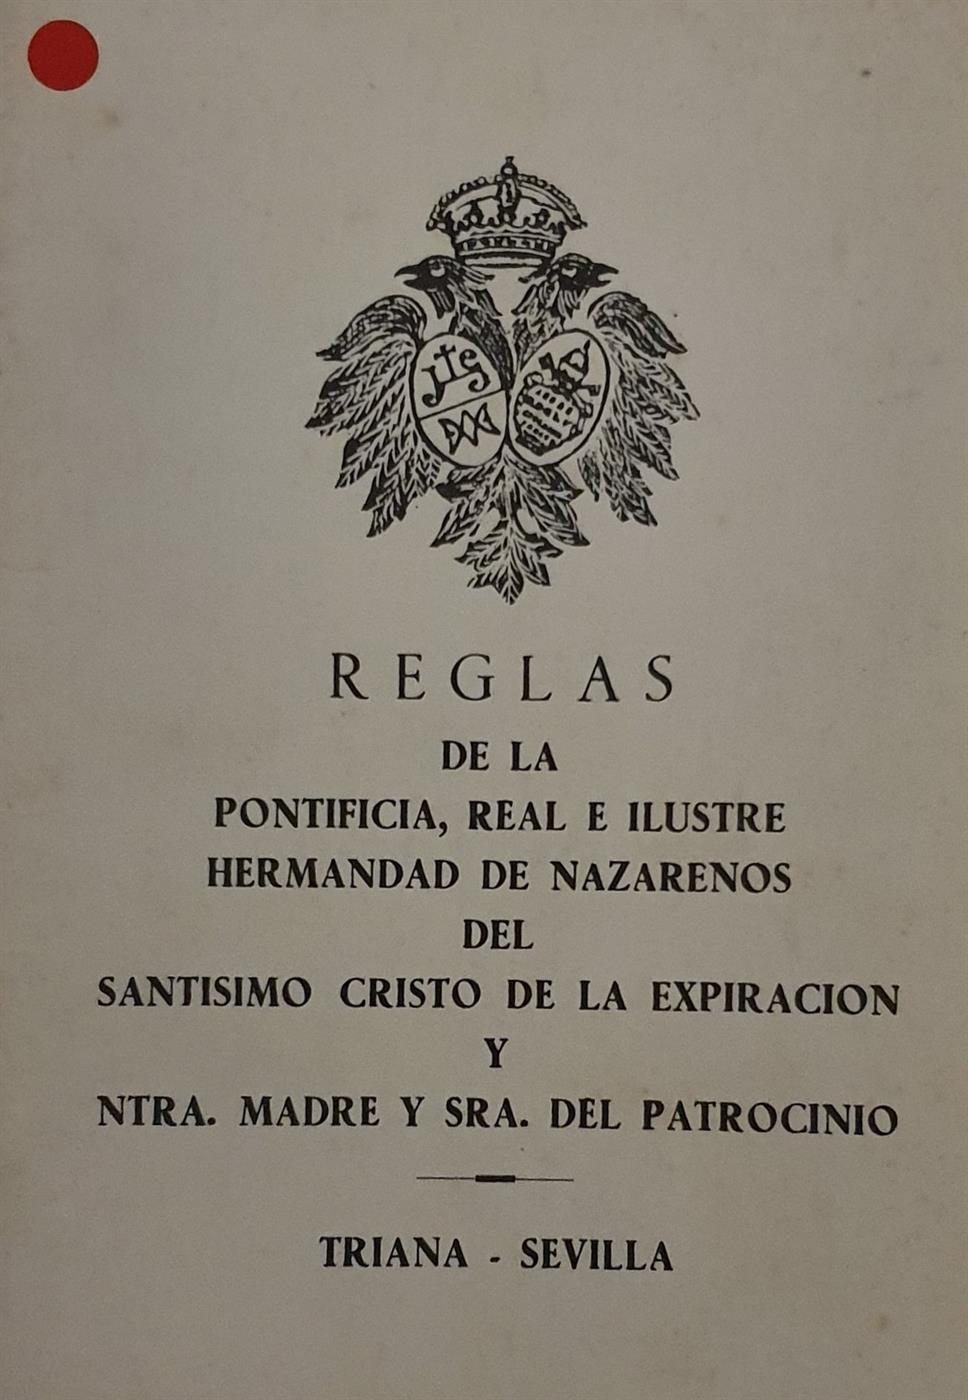 REGLAS
DE LA
PONTIFICIA, REAL E ILUSTRE
HERMANDAD DE NAZARENOS
DEL
SANTISIMO CRISTO DE LA EXPIRACION
Y
NTRA. MADRE Y SRA. DEL PATROCINIO
TRIANA - SEVILLA